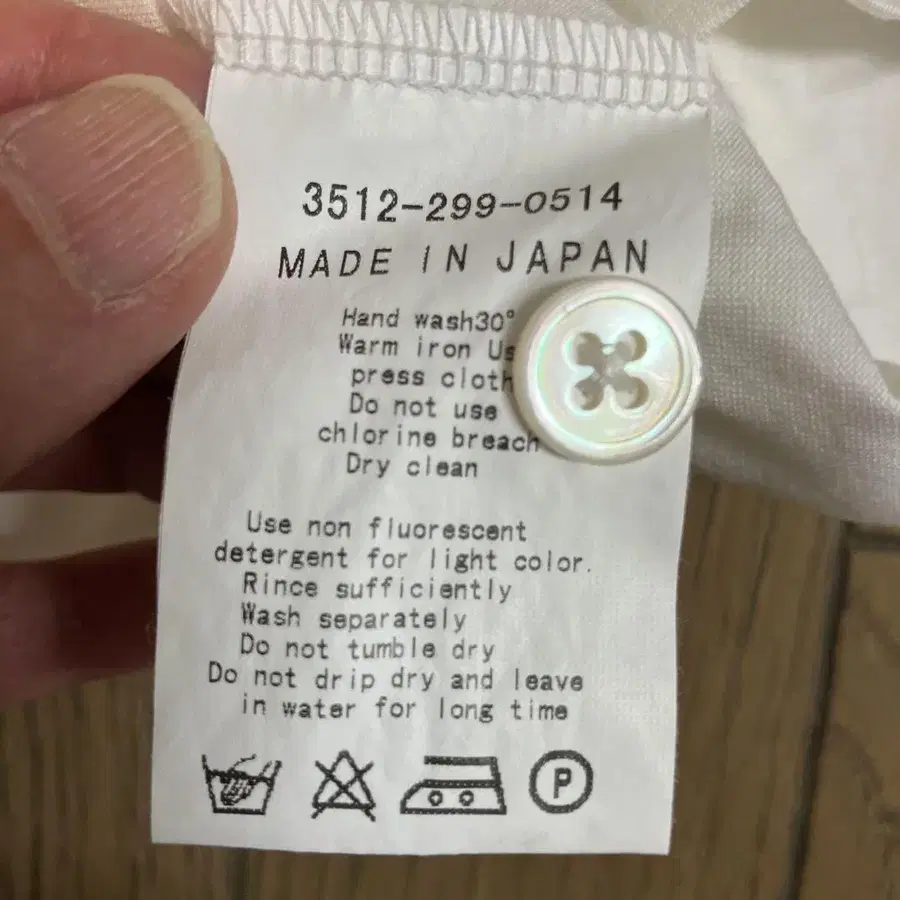 3512-299-0514
MADE IN JAPAN
Hand wash30°
Warm iron Us
press cloth
Do not use
chlorine breach
Dry clean
Use non fluorescent
detergent for light color.
Rince sufficiently
Wash separately
Do not tumble dry
Do not drip dry and leave
in water for long time
P